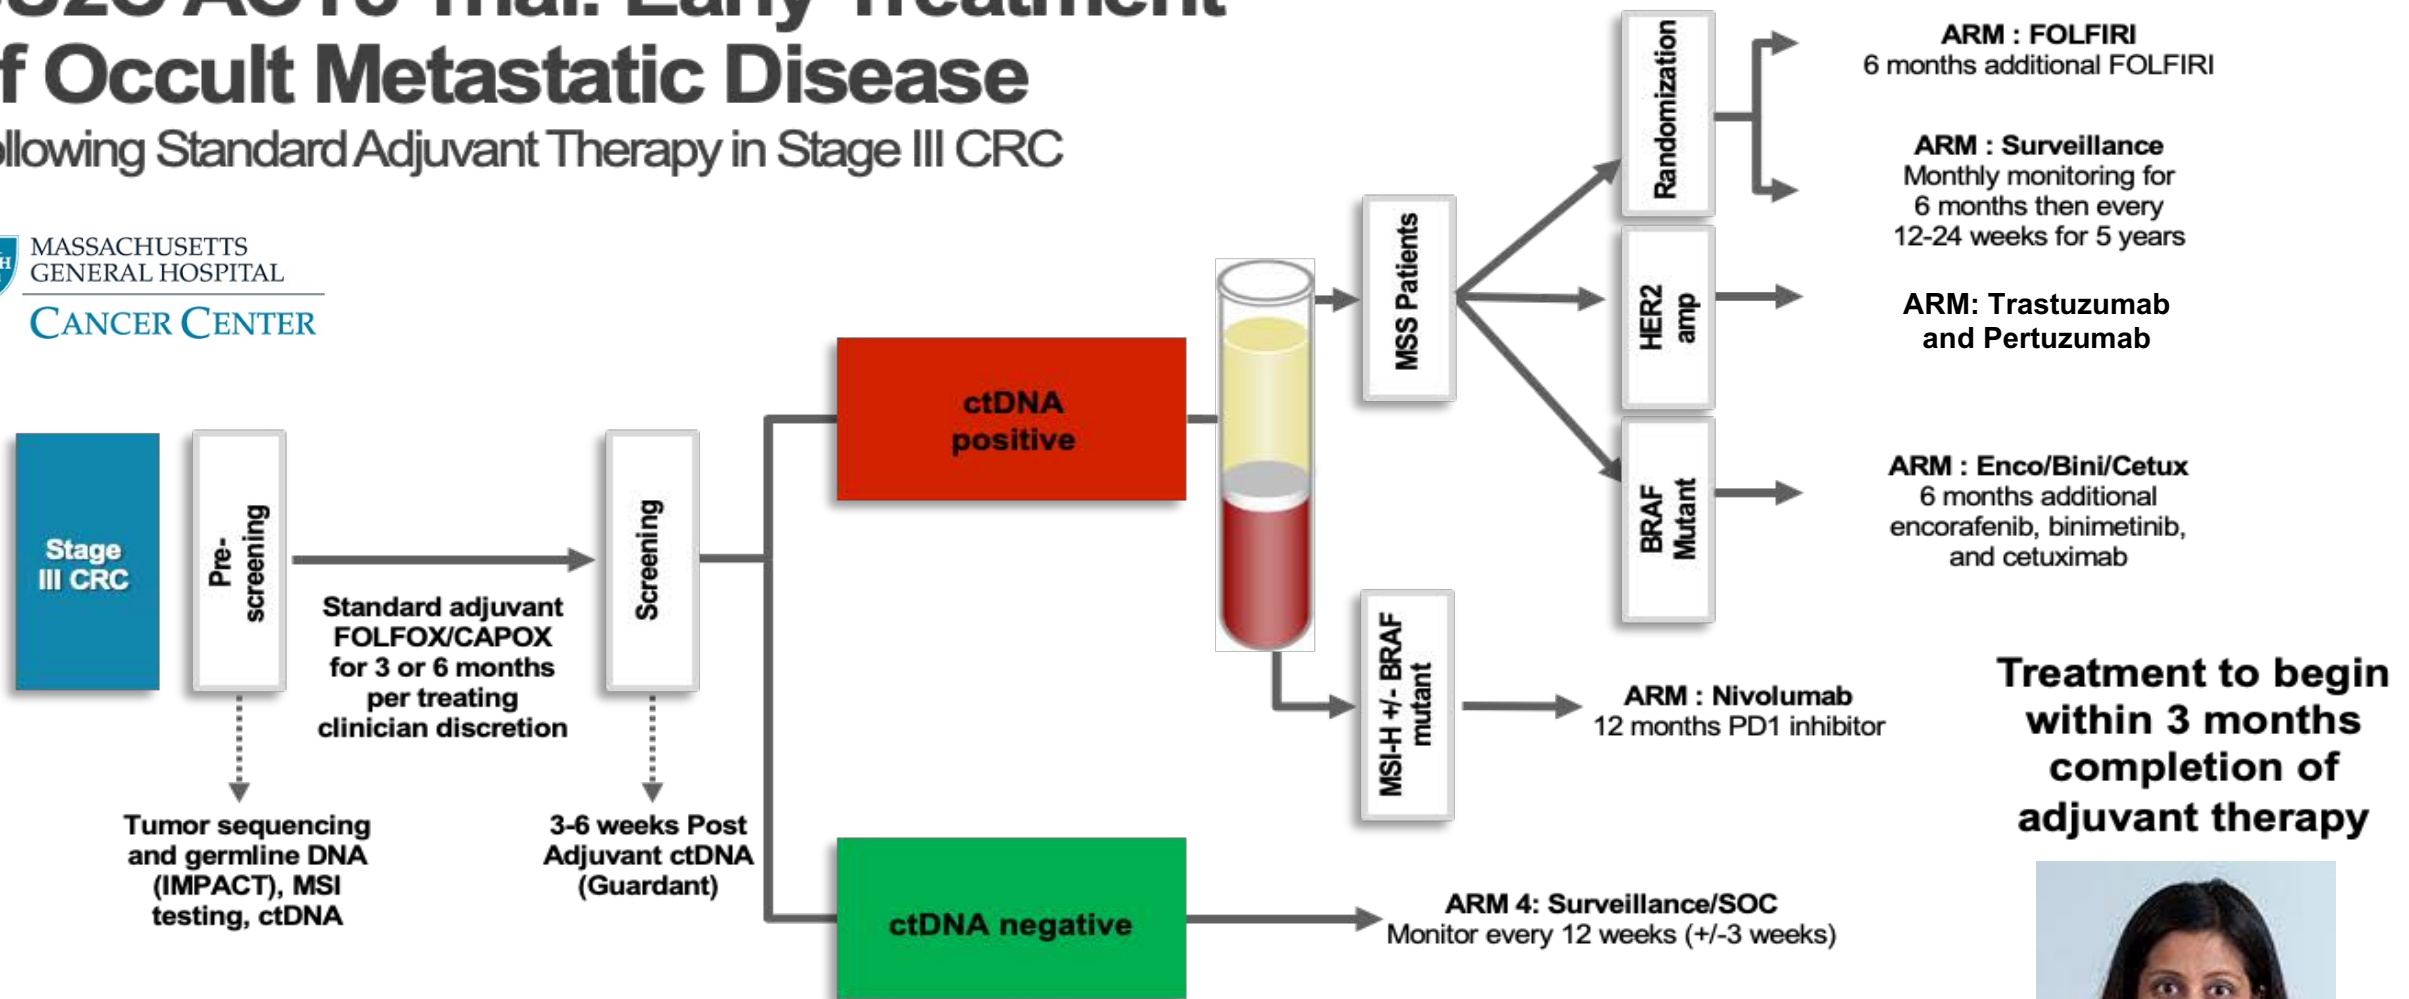 Trial: Early Treatment
Occult Metastatic Disease
Standard Adjuvant Therapy in Stage III CRC
MASSACHUSETTS
GENERAL HOSPITAL
CANCER CENTER
Stage
III CRC
Pre-
screening
Standard adjuvant
FOLFOX/CAPOX
for 3 or 6 months
per treating
clinician discretion
Tumor sequencing
and germline DNA
(IMPACT), MSI
testing, ctDNA
Screening
3-6 weeks Post
Adjuvant ctDNA
(Guardant)
ctDNA
positive
ctDNA negative
MSS Patients
MSI-H +/- BRAF
mutant
Randomization
HER2
amp
BRAF
Mutant
ARM : FOLFIRI
6 months additional FOLFIRI
ARM : Surveillance
Monthly monitoring for
6 months then every
12-24 weeks for 5 years
ARM: Trastuzumab
and Pertuzumab
ARM : Enco/Bini/Cetux
6 months additional
encorafenib, binimetinib,
and cetuximab
ARM : Nivolumab
12 months PD1 inhibitor
ARM 4: Surveillance/SOC
Monitor every 12 weeks (+/-3 weeks)
Treatment to begin
within 3 months
completion of
adjuvant therapy